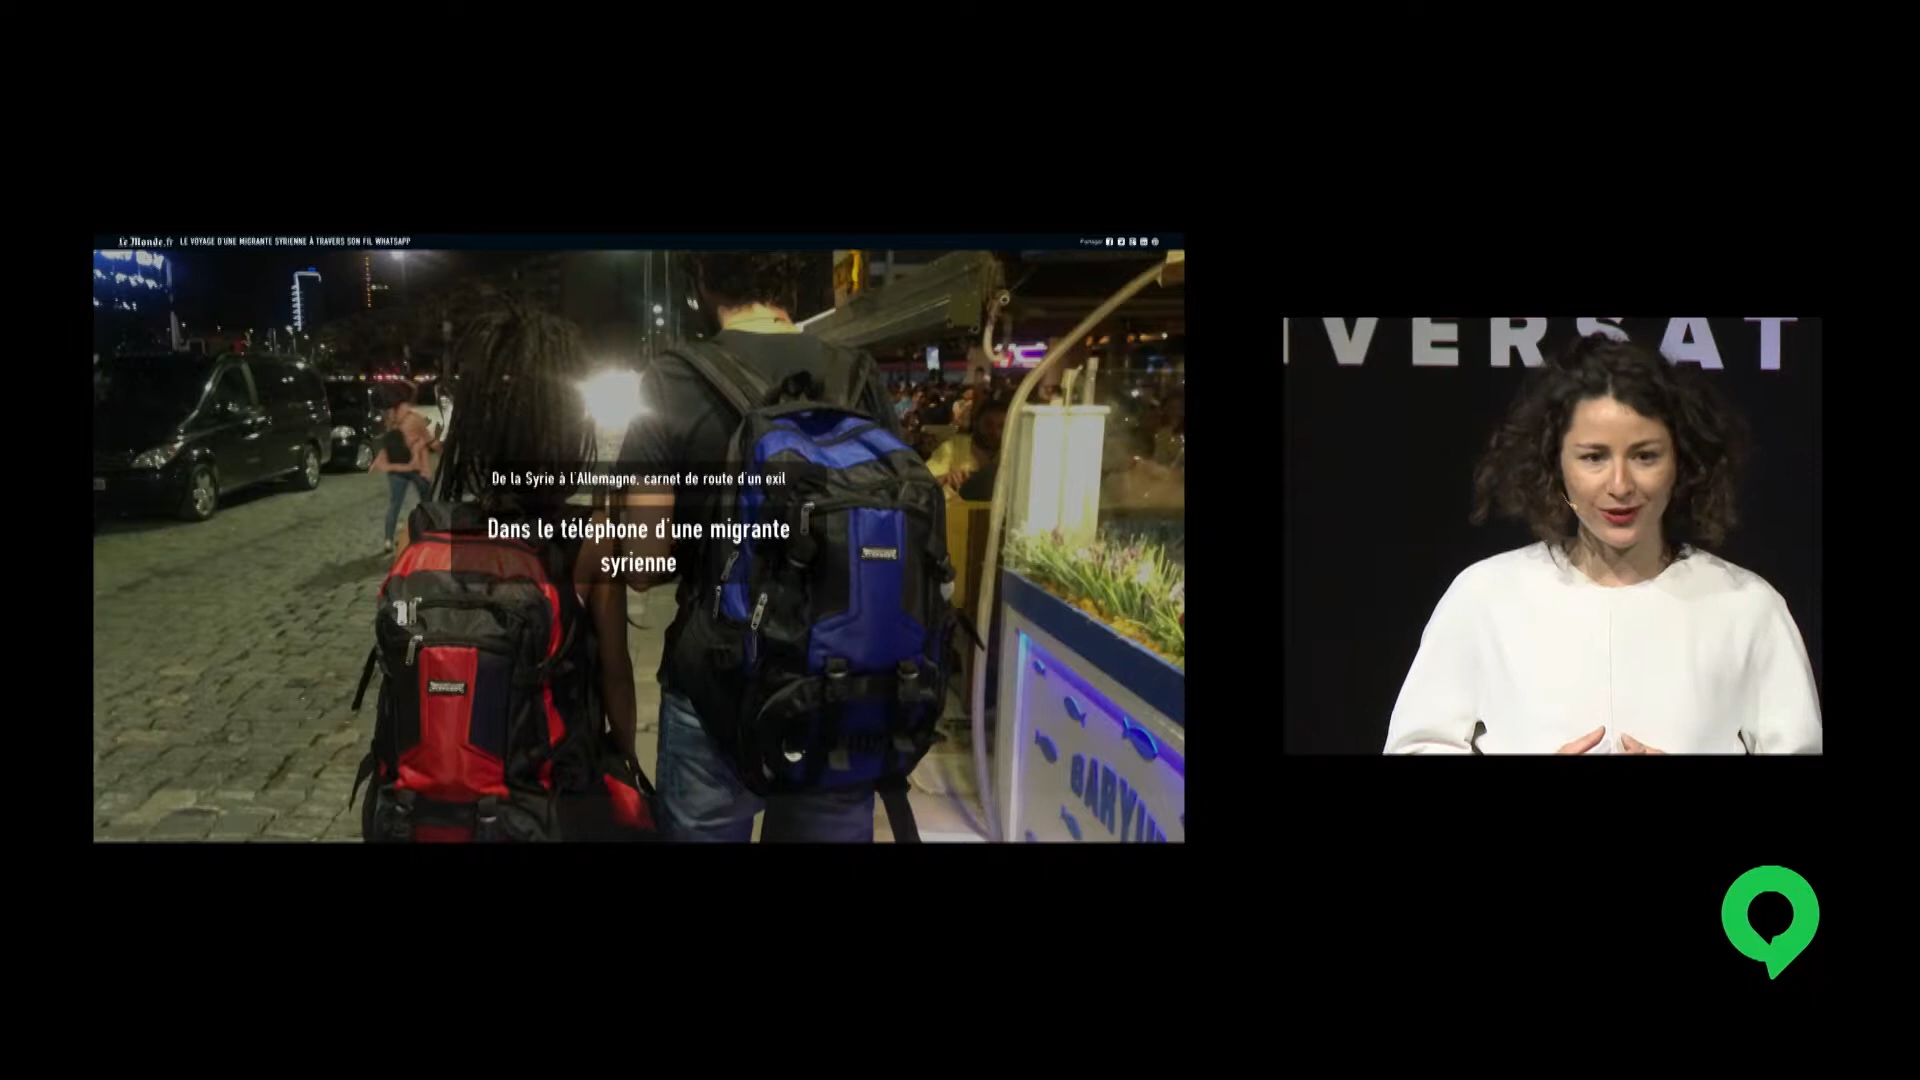 Le Monde.fr LE VOYAGE D'UNE MIGRANTE SYRIENNE À TRAVERS SON FIL WHATSAPP
Partager
De la Syrie à l'Allemagne, carnet de route d'un exil
Dans le téléphone d'une migrante
syrienne
VERSAT